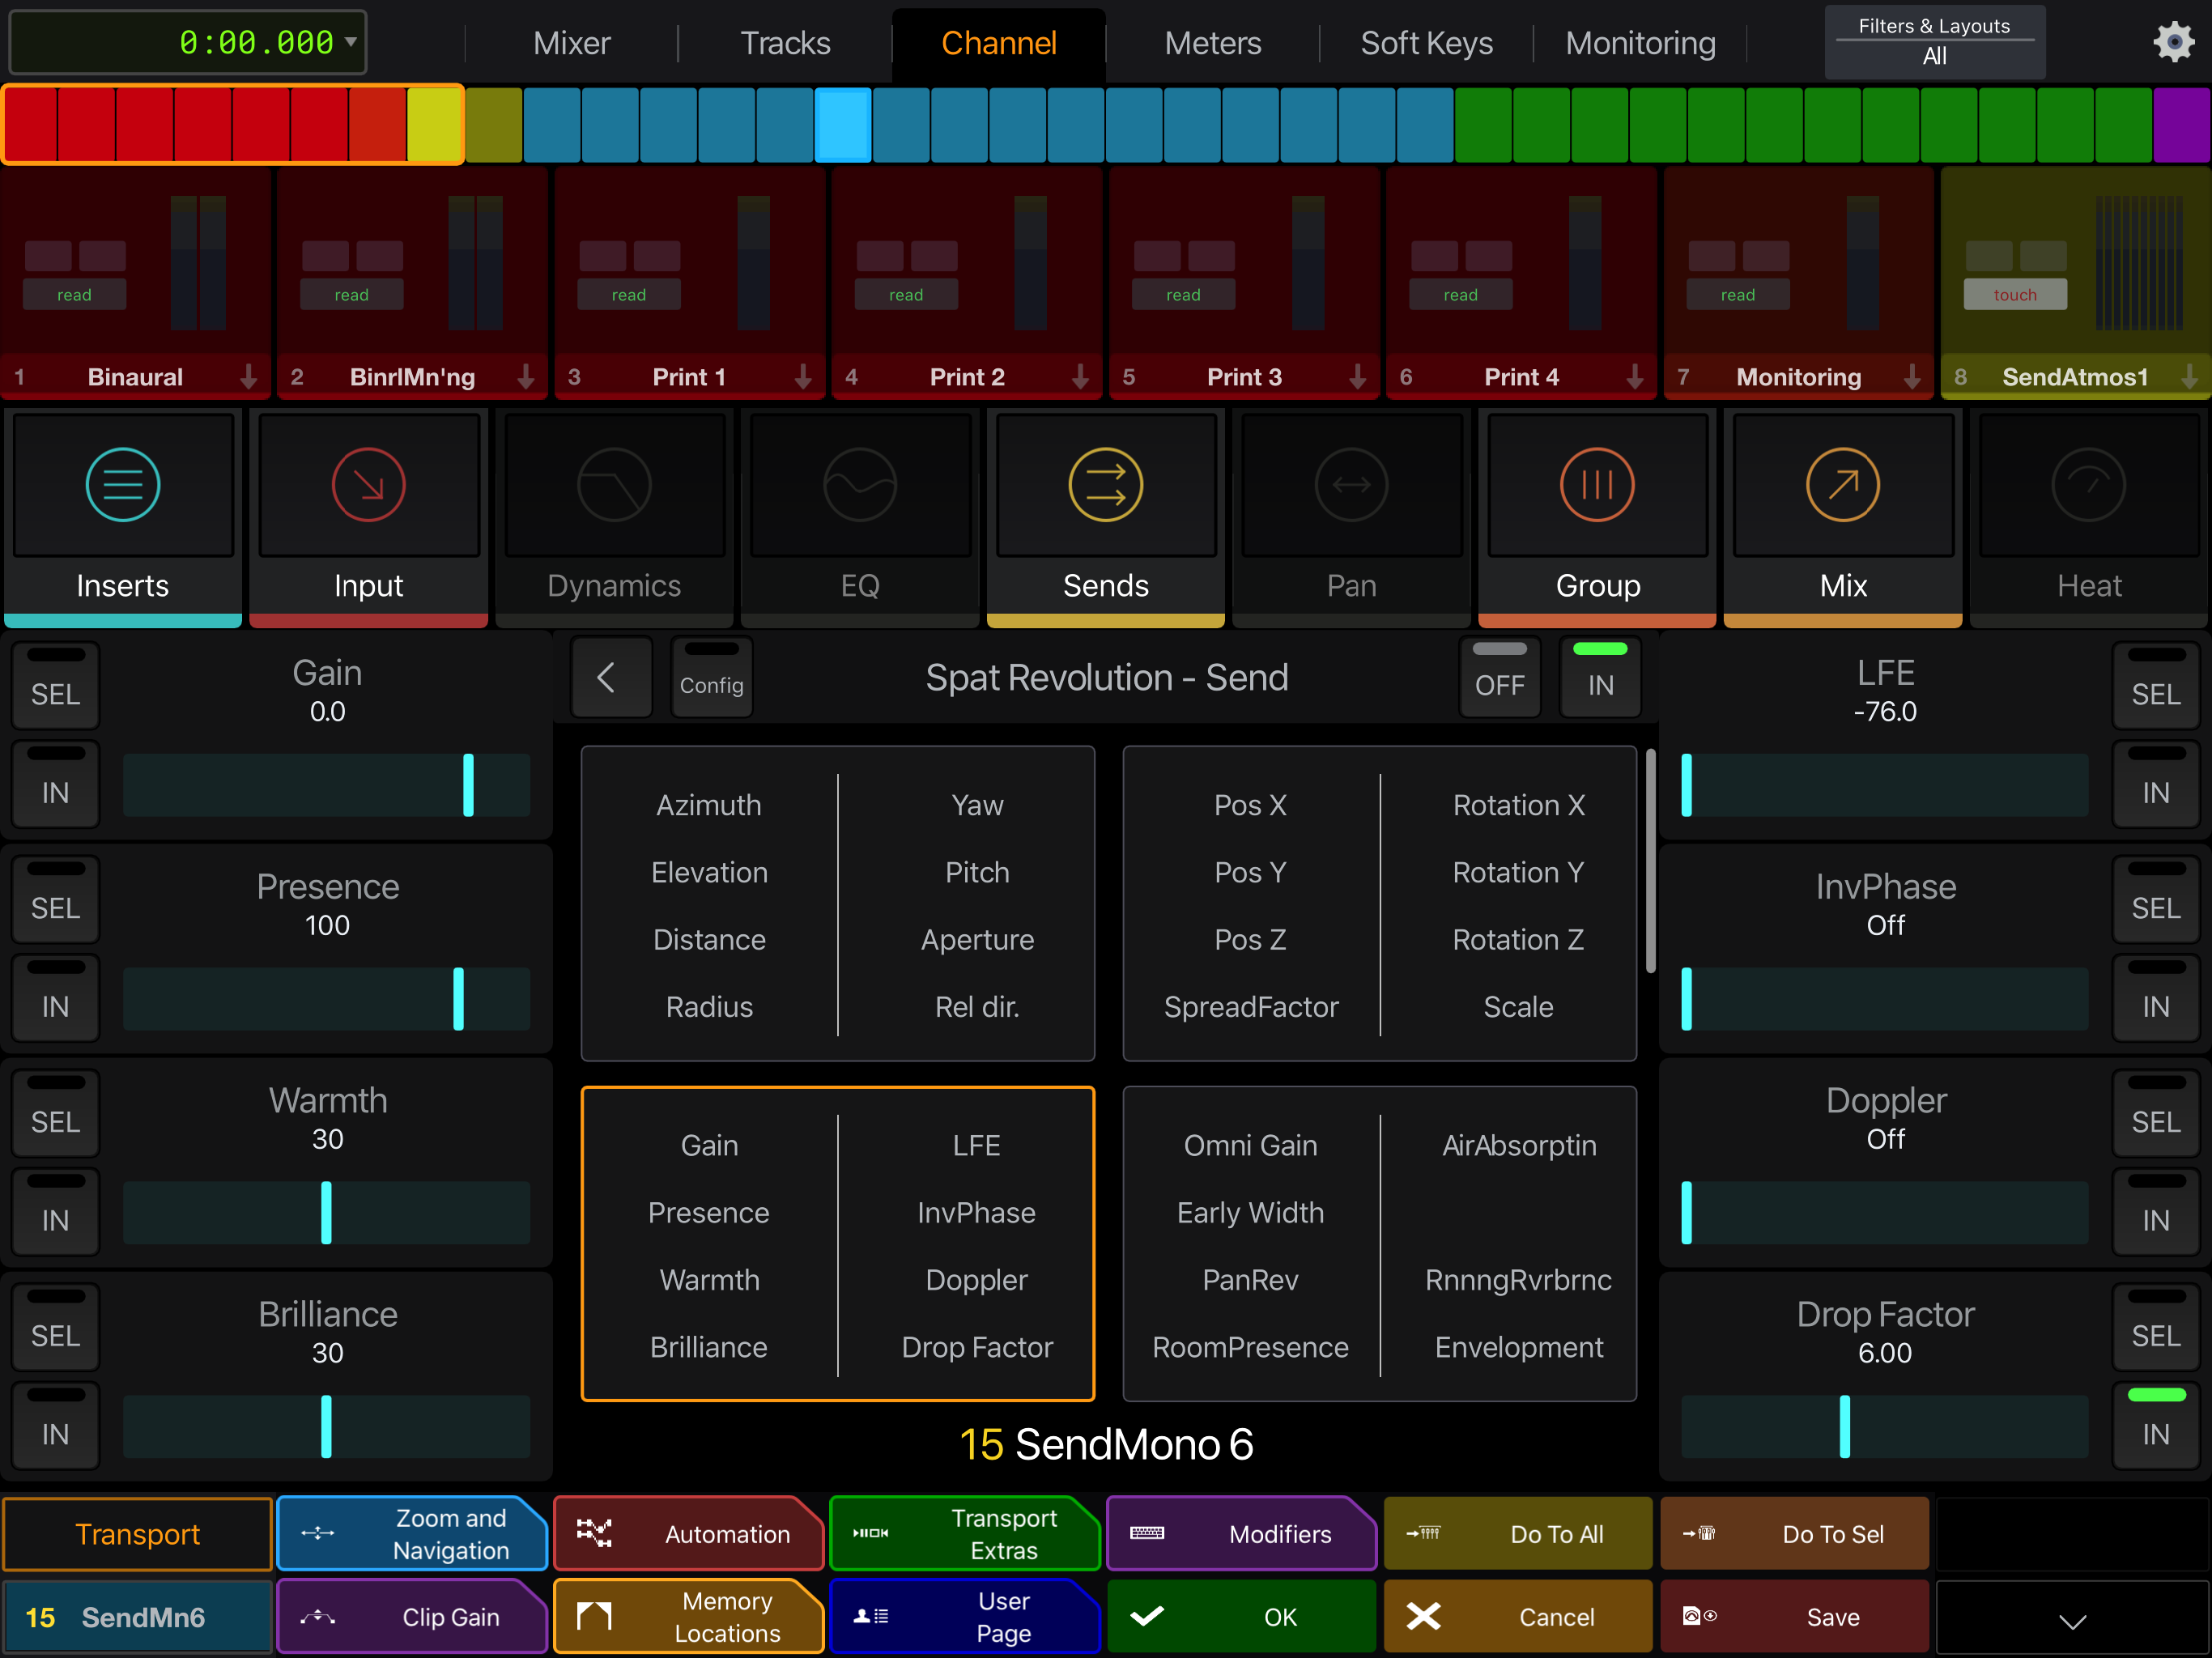 0:00.000
Mixer
Tracks
Channel
Meters
Soft Keys
Monitoring
Filters & Layouts
All
read
read
read
read
read
read
read
touch
1 Binaural
2 BinrlMn'ng
3 Print 1
4 Print 2
5 Print 3
6 Print 4
7 Monitoring
8 SendAtmos1
Inserts
Input
Dynamics
EQ
Sends
Pan
Group
Mix
Heat
SEL
Gain
0.0
IN
SEL
Presence
100
IN
SEL
Warmth
30
IN
SEL
Brilliance
30
IN
Config
Spat Revolution - Send
OFF
IN
Azimuth
Elevation
Distance
Radius
Yaw
Pitch
Aperture
Rel dir.
Pos X
Pos Y
Pos Z
SpreadFactor
Rotation X
Rotation Y
Rotation Z
Scale
Gain
Presence
Warmth
Brilliance
LFE
InvPhase
Doppler
Drop Factor
Omni Gain
Early Width
PanRev
RoomPresence
AirAbsorptin
RnnngRvrbrnc
Envelopment
15 SendMono 6
LFE
-76.0
SEL
IN
InvPhase
Off
SEL
IN
Doppler
Off
SEL
IN
Drop Factor
6.00
SEL
IN
Transport
Zoom and
Navigation
Automation
Transport
Extras
Modifiers
Do To All
Do To Sel
15 SendMn6
Clip Gain
Memory
Locations
User
Page
OK
Cancel
Save